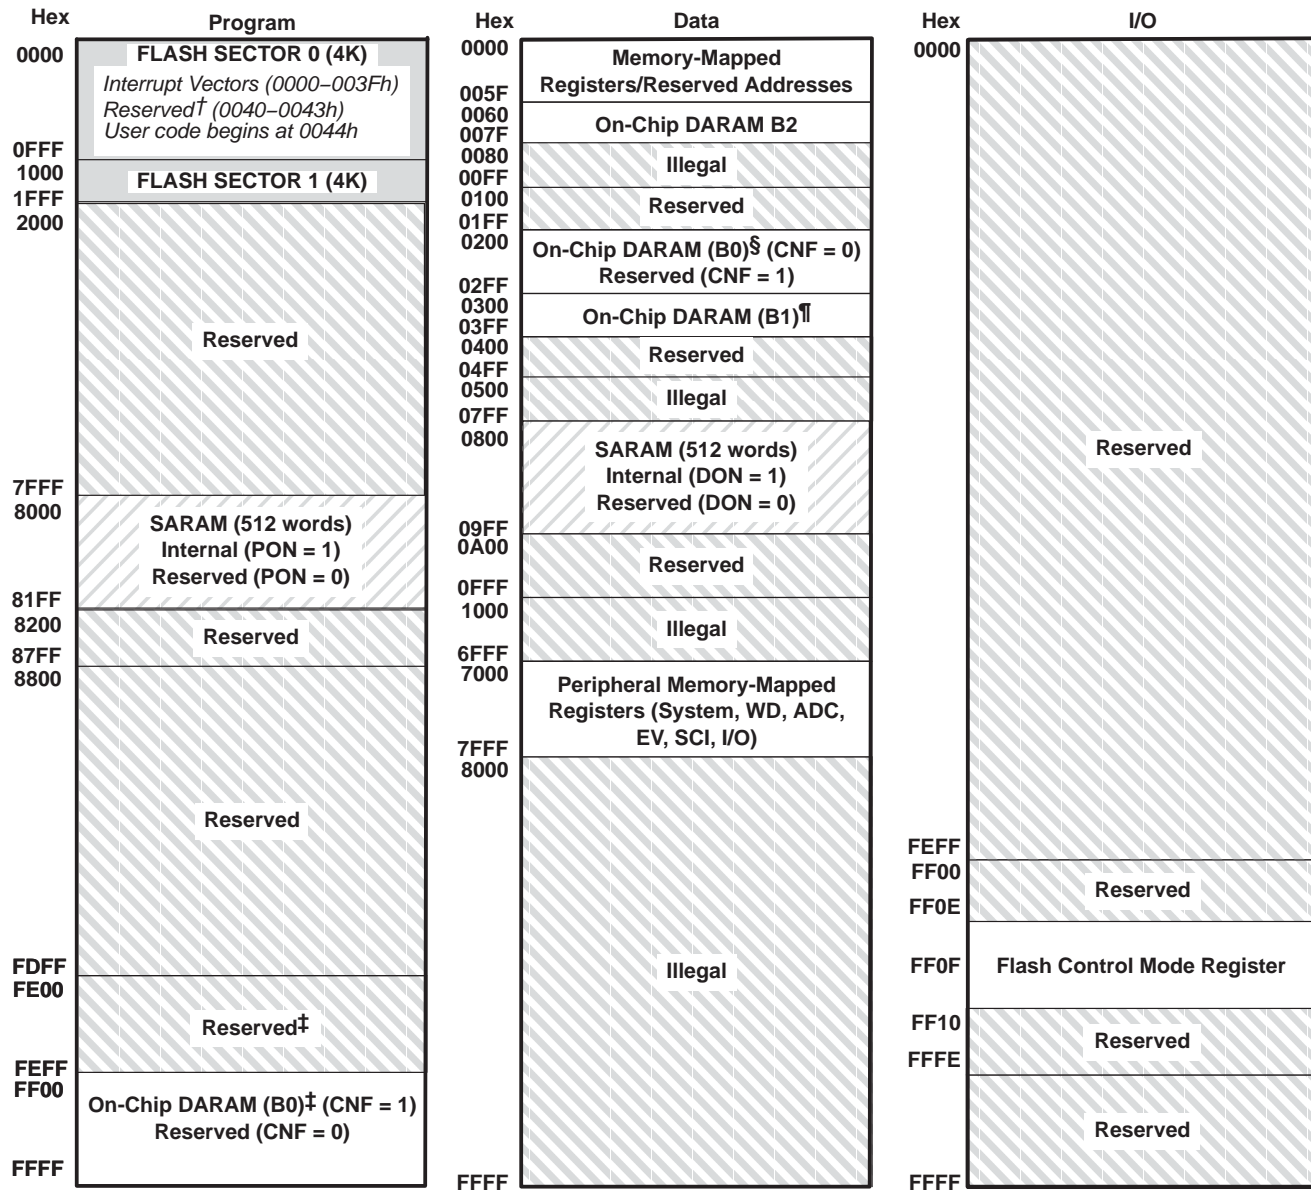 Hex
Program
0000
FLASH SECTOR 0 (4K)
Interrupt Vectors (0000–003Fh)
Reserved† (0040–0043h)
User code begins at 0044h
0FFF
1000
FLASH SECTOR 1 (4K)
1FFF
2000
Reserved
7FFF
8000
SARAM (512 words)
Internal (PON = 1)
Reserved (PON = 0)
81FF
8200
Reserved
87FF
8800
Reserved
FDFF
FE00
Reserved‡
FEFF
FF00
On-Chip DARAM (B0)‡ (CNF = 1)
Reserved (CNF = 0)
FFFF
Hex
Data
0000
Memory-Mapped
Registers/Reserved Addresses
005F
0060
On-Chip DARAM B2
007F
0080
Illegal
00FF
0100
Reserved
01FF
0200
On-Chip DARAM (B0)§ (CNF = 0)
Reserved (CNF = 1)
02FF
0300
On-Chip DARAM (B1)¶
03FF
0400
Reserved
04FF
0500
Illegal
07FF
0800
SARAM (512 words)
Internal (DON = 1)
Reserved (DON = 0)
09FF
0A00
Reserved
0FFF
1000
Illegal
6FFF
7000
Peripheral Memory-Mapped
Registers (System, WD, ADC,
EV, SCI, I/O)
7FFF
8000
Illegal
FFFF
Hex
I/O
0000
Reserved
FEFF
FF00
Reserved
FF0E
FF0F
Flash Control Mode Register
FF10
Reserved
FFFE
Reserved
FFFF